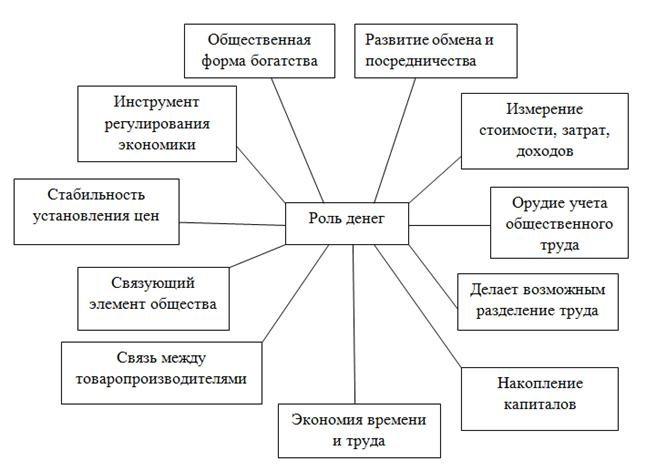 Общественная
форма богатства
Развитие обмена и
посредничества
Инструмент
регулирования
экономики
Измерение
стоимости, затрат,
доходов
Стабильность
установления цен
Роль денег
Орудие учета
общественного
труда
Связующий
элемент общества
Делает возможным
разделение труда
Связь между
товаропроизводителями
Накопление
капиталов
Экономия времени
и труда